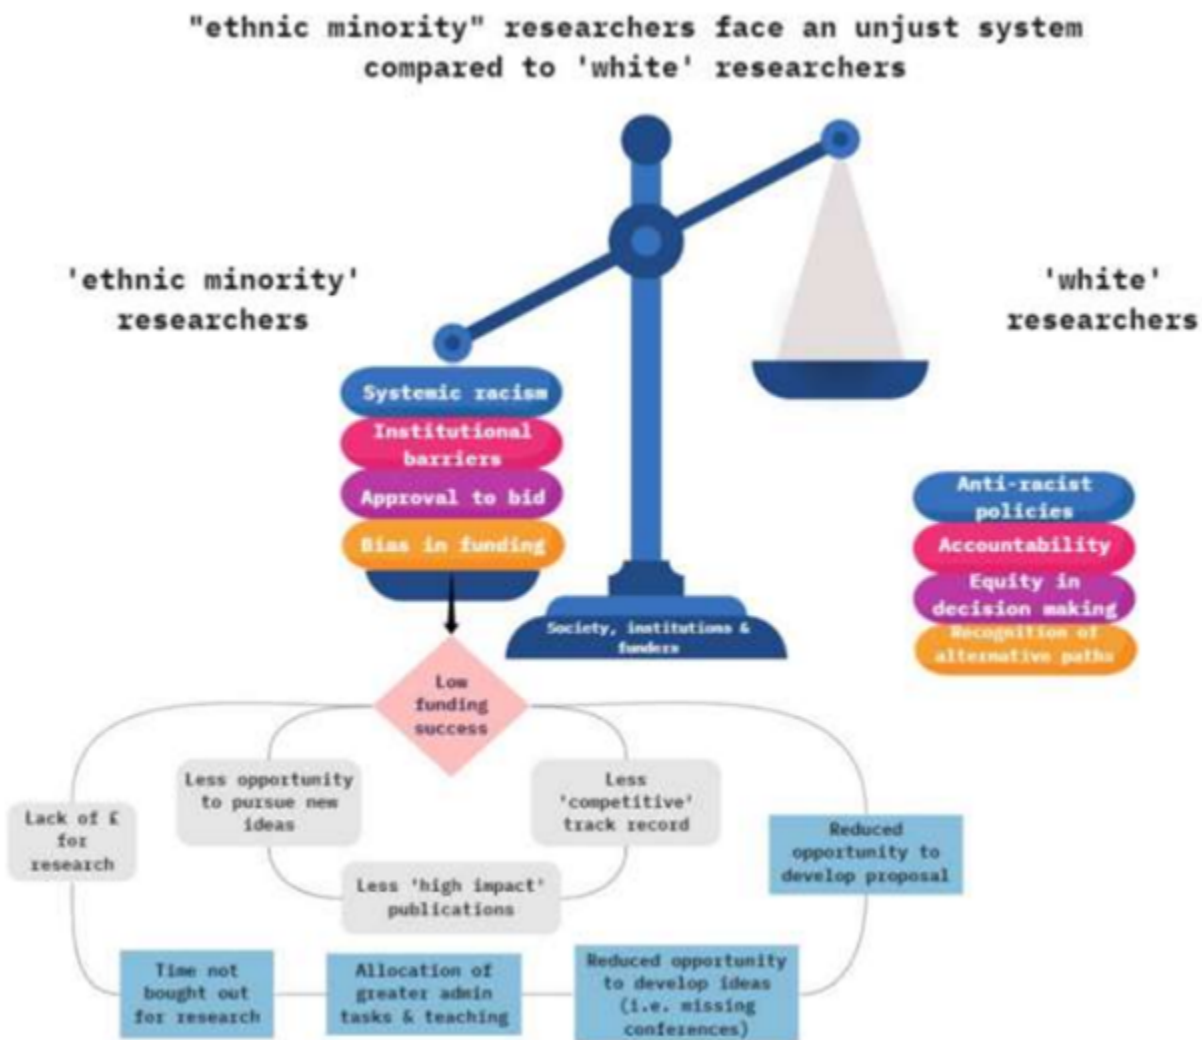 "ethnic minority" researchers face an unjust system
compared to 'white' researchers
'ethnic minority'
researchers
'white'
researchers
Systemic racism
Institutional
barriers
Approval to bid
Bias in funding
Anti-racist
policies
Accountability
Equity in
decision making
Recognition of
alternative paths
Society, institutions &
funders
Low
funding
success
Less opportunity
to pursue new
ideas
Less
'competitive'
track record
Lack of £
for
research
Reduced
opportunity to
develop proposal
Less 'high impact'
publications
Time not
bought out
for research
Allocation of
greater admin
tasks & teaching
Reduced opportunity
to develop ideas
(i.e. missing
conferences)